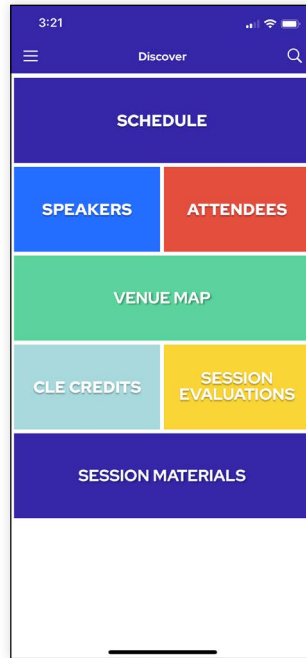 3:21
Discover
SCHEDULE
SPEAKERS
ATTENDEES
VENUE MAP
CLE CREDITS
SESSION
EVALUATIONS
SESSION MATERIALS